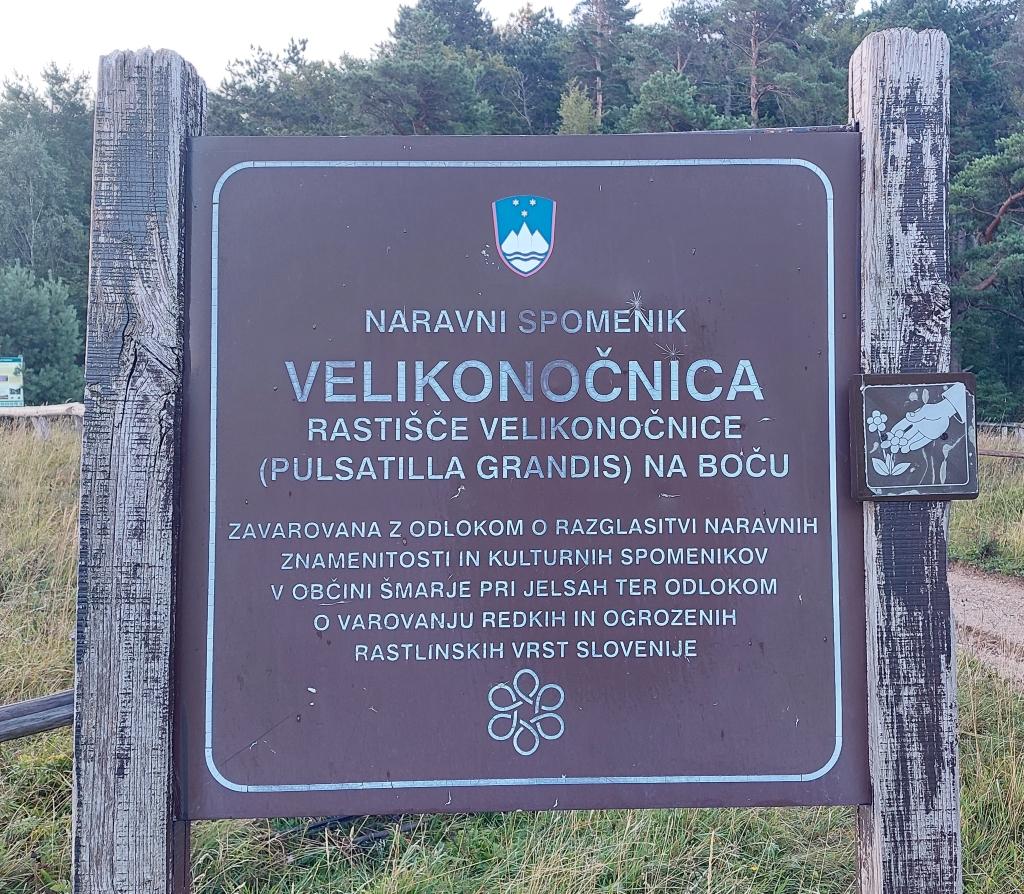 NARAVNI SPOMENIK
VELIKONOČNICA
RASTIŠČE VELIKONOČNICE
(PULSATILLA GRANDIS) NA BOČU
ZAVAROVANA Z ODLOKOM O RAZGLASITVI NARAVNIH
ZNAMENITOSTI IN KULTURNIH SPOMENIKOV
V OBČINI ŠMARJE PRI JELŠAH TER ODLOKOM
O VAROVANJU REDKIH IN OGROZENIH
RASTLINSKIH VRST SLOVENIJE